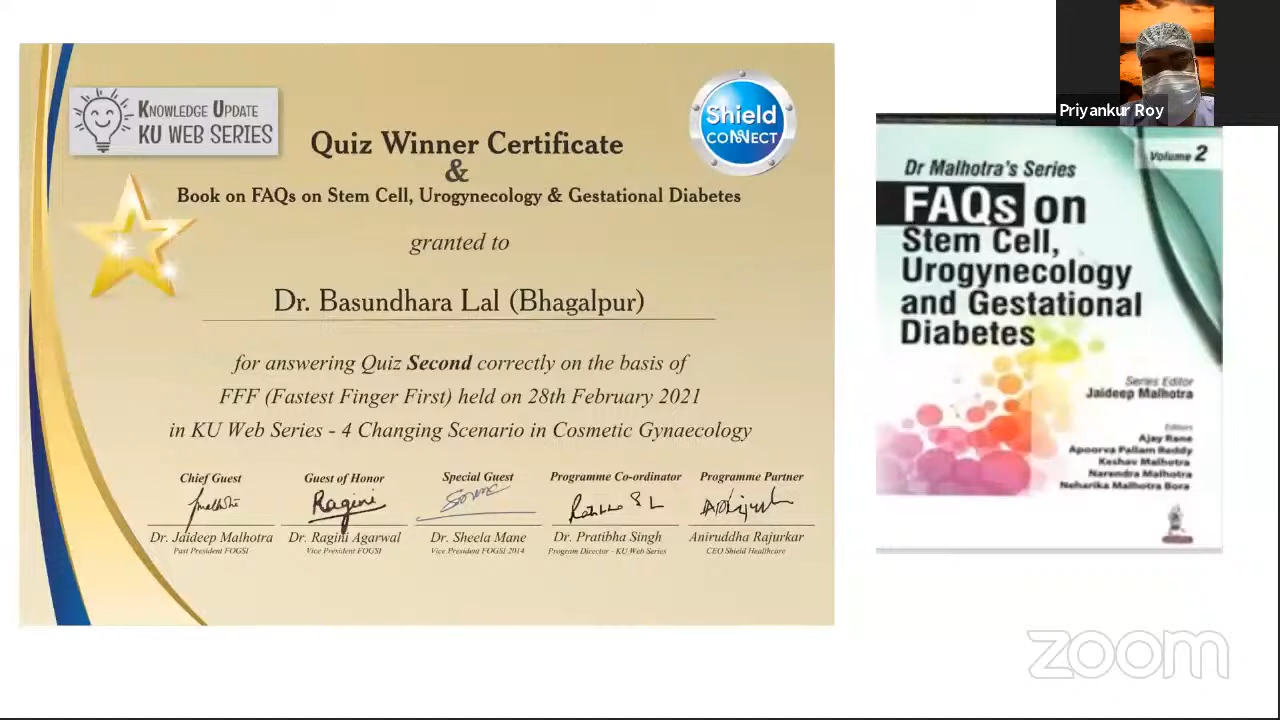 KNOWLEDGE UPDATE
KU WEB SERIES
Shield
CONNECT
Quiz Winner Certificate
&
Book on FAQs on Stem Cell, Urogynecology & Gestational Diabetes
granted to
Dr. Basundhara Lal (Bhagalpur)
for answering Quiz Second correctly on the basis of
FFF (Fastest Finger First) held on 28th February 2021
in KU Web Series - 4 Changing Scenario in Cosmetic Gynaecology
Chief Guest
Guest of Honor
Special Guest
Programme Co-ordinator
Programme Partner
Ragini
Dr. Jaideep Malhotra
Dr. Ragini Agarwal
Dr. Sheela Mane
Dr. Pratibha Singh
Aniruddha Rajurkar
Past President FOGSI
Vice President FOGSI
Vice President FOGSI 2014
Program Director - KU Web Series
CEO Shield Healthcare
Priyankur Roy
Volume 2
Dr Malhotra's Series
FAQs on
Stem Cell,
Urogynecology
and Gestational
Diabetes
Series Editor
Jaideep Malhotra
Editors
Ajay Rane
Apoorva Pallam Reddy
Keshav Malhotra
Narendra Malhotra
Neharika Malhotra Bora
zoom